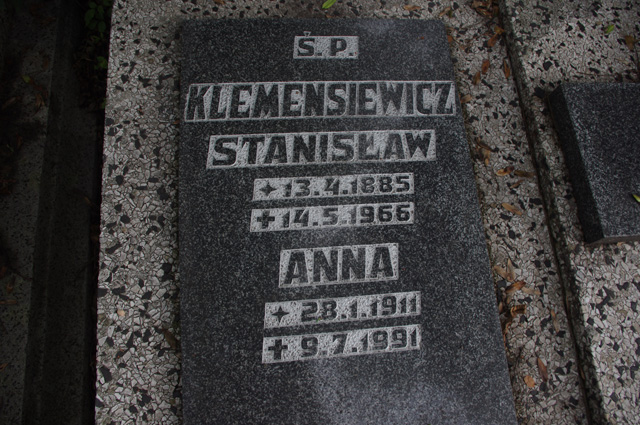 Ś.P.
KLEMENSIEWICZ
STANISŁAW
✦13.4.1885
✝14.5.1966
ANNA
✦28.1.1911
✝9.7.1991